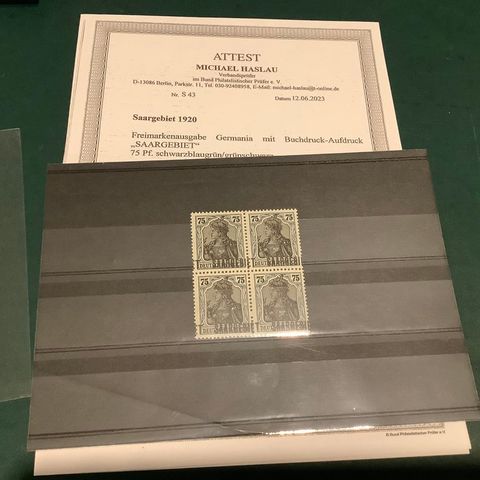 ATTEST
MICHAEL HASLAU
Verbandsprüfer
im Bund Philatelistischer Prüfer e. V.
D-13086 Berlin, Parkstr. 11, Tel. 030-92408958, E-Mail: michael-haslau@t-online.de
Nr. S 43 Datum 12.06.2023
Saargebiet 1920
Freimarkenausgabe Germania mit Buchdruck-Aufdruck
„SAARGEBIET“
75 Pf. schwarzblaugrün/grünschwarz
75 75
75 75 75 75
© Bund Philatelistischer Prüfer e.V.